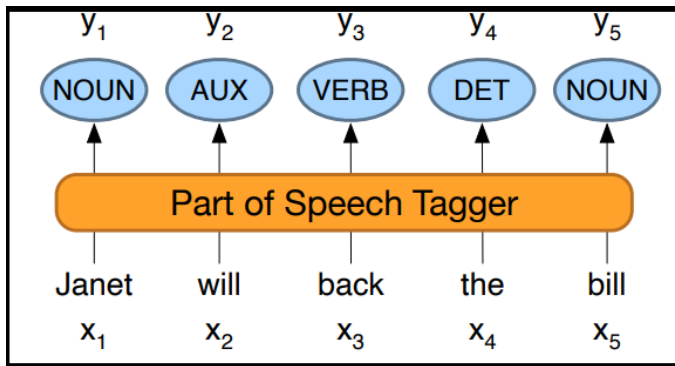 y₁ y₂ y₃ y₄ y₅
NOUN AUX VERB DET NOUN
Part of Speech Tagger
Janet will back the bill
x₁ x₂ x₃ x₄ x₅